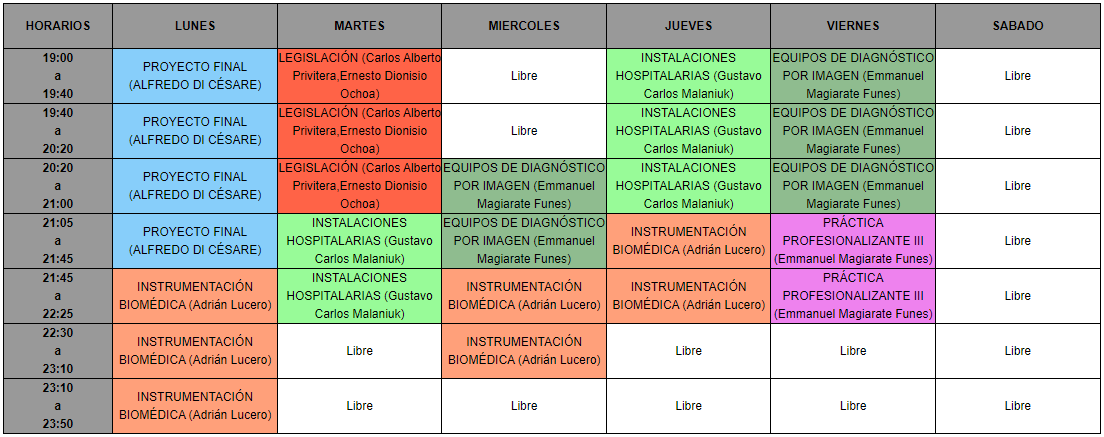 HORARIOS LUNES MARTES MIERCOLES JUEVES VIERNES SABADO
19:00
a
19:40
PROYECTO FINAL
(ALFREDO DI CÉSARE)
LEGISLACIÓN (Carlos Alberto
Privitera,Ernesto Dionisio
Ochoa)
Libre
INSTALACIONES
HOSPITALARIAS (Gustavo
Carlos Malaniuk)
EQUIPOS DE DIAGNÓSTICO
POR IMAGEN (Emmanuel
Magiarate Funes)
Libre
19:40
a
20:20
PROYECTO FINAL
(ALFREDO DI CÉSARE)
LEGISLACIÓN (Carlos Alberto
Privitera,Ernesto Dionisio
Ochoa)
Libre
INSTALACIONES
HOSPITALARIAS (Gustavo
Carlos Malaniuk)
EQUIPOS DE DIAGNÓSTICO
POR IMAGEN (Emmanuel
Magiarate Funes)
Libre
20:20
a
21:00
PROYECTO FINAL
(ALFREDO DI CÉSARE)
LEGISLACIÓN (Carlos Alberto
Privitera,Ernesto Dionisio
Ochoa)
EQUIPOS DE DIAGNÓSTICO
POR IMAGEN (Emmanuel
Magiarate Funes)
INSTALACIONES
HOSPITALARIAS (Gustavo
Carlos Malaniuk)
EQUIPOS DE DIAGNÓSTICO
POR IMAGEN (Emmanuel
Magiarate Funes)
Libre
21:05
a
21:45
PROYECTO FINAL
(ALFREDO DI CÉSARE)
INSTALACIONES
HOSPITALARIAS (Gustavo
Carlos Malaniuk)
EQUIPOS DE DIAGNÓSTICO
POR IMAGEN (Emmanuel
Magiarate Funes)
INSTRUMENTACIÓN
BIOMÉDICA (Adrián Lucero)
PRÁCTICA
PROFESIONALIZANTE III
(Emmanuel Magiarate Funes)
Libre
21:45
a
22:25
INSTRUMENTACIÓN
BIOMÉDICA (Adrián Lucero)
INSTALACIONES
HOSPITALARIAS (Gustavo
Carlos Malaniuk)
INSTRUMENTACIÓN
BIOMÉDICA (Adrián Lucero)
INSTRUMENTACIÓN
BIOMÉDICA (Adrián Lucero)
PRÁCTICA
PROFESIONALIZANTE III
(Emmanuel Magiarate Funes)
Libre
22:30
a
23:10
INSTRUMENTACIÓN
BIOMÉDICA (Adrián Lucero)
Libre
INSTRUMENTACIÓN
BIOMÉDICA (Adrián Lucero)
Libre
Libre
Libre
23:10
a
23:50
INSTRUMENTACIÓN
BIOMÉDICA (Adrián Lucero)
Libre
Libre
Libre
Libre
Libre